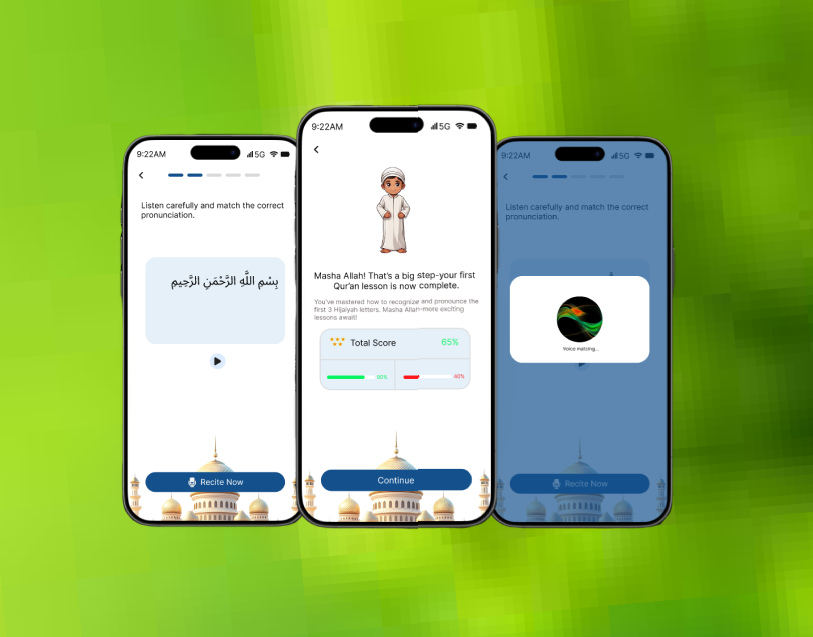 9:22AM
5G
Listen carefully and match the correct
pronunciation.
بِسْمِ اللَّهِ الرَّحْمَنِ الرَّحِيمِ
Recite Now
9:22AM
5G
Masha Allah! That's a big step-your first
Qur'an lesson is now complete.
You've mastered how to recognize and pronounce the
first 3 Hijaiyah letters. Masha Allah-more exciting
lessons await!
Total Score
65%
90%
40%
Continue
9:22AM
5G
Listen carefully and match the correct
pronunciation.
Voice matzing...
Recite Now